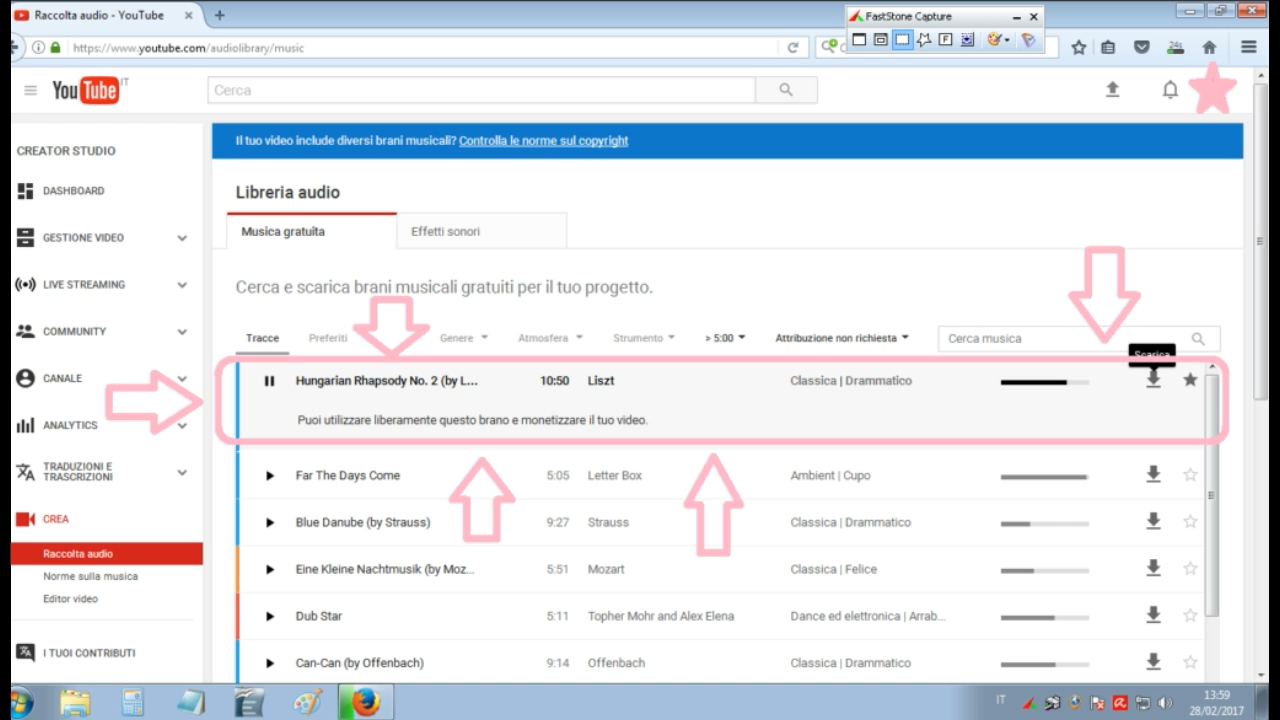 Raccolta audio - YouTube
FastStone Capture
https://www.youtube.com/audiolibrary/music
YouTube IT
Cerca
CREATOR STUDIO
Il tuo video include diversi brani musicali? Controlla le norme sul copyright
DASHBOARD
Libreria audio
GESTIONE VIDEO
Musica gratuita Effetti sonori
LIVE STREAMING
Cerca e scarica brani musicali gratuiti per il tuo progetto.
COMMUNITY
Tracce Preferiti Genere Atmosfera Strumento > 5:00 Attribuzione non richiesta Cerca musica
Scarica
CANALE
Hungarian Rhapsody No. 2 (by L... 10:50 Liszt Classica | Drammatico
Puoi utilizzare liberamente questo brano e monetizzare il tuo video.
ANALYTICS
TRADUZIONI E
TRASCRIZIONI
Far The Days Come 5:05 Letter Box Ambient | Cupo
CREA
Blue Danube (by Strauss) 9:27 Strauss Classica | Drammatico
Raccolta audio
Eine Kleine Nachtmusik (by Moz... 5:51 Mozart Classica | Felice
Norme sulla musica
Editor video
Dub Star 5:11 Topher Mohr and Alex Elena Dance ed elettronica | Arrab...
I TUOI CONTRIBUTI
Can-Can (by Offenbach) 9:14 Offenbach Classica | Drammatico
IT
13:59
28/02/2017